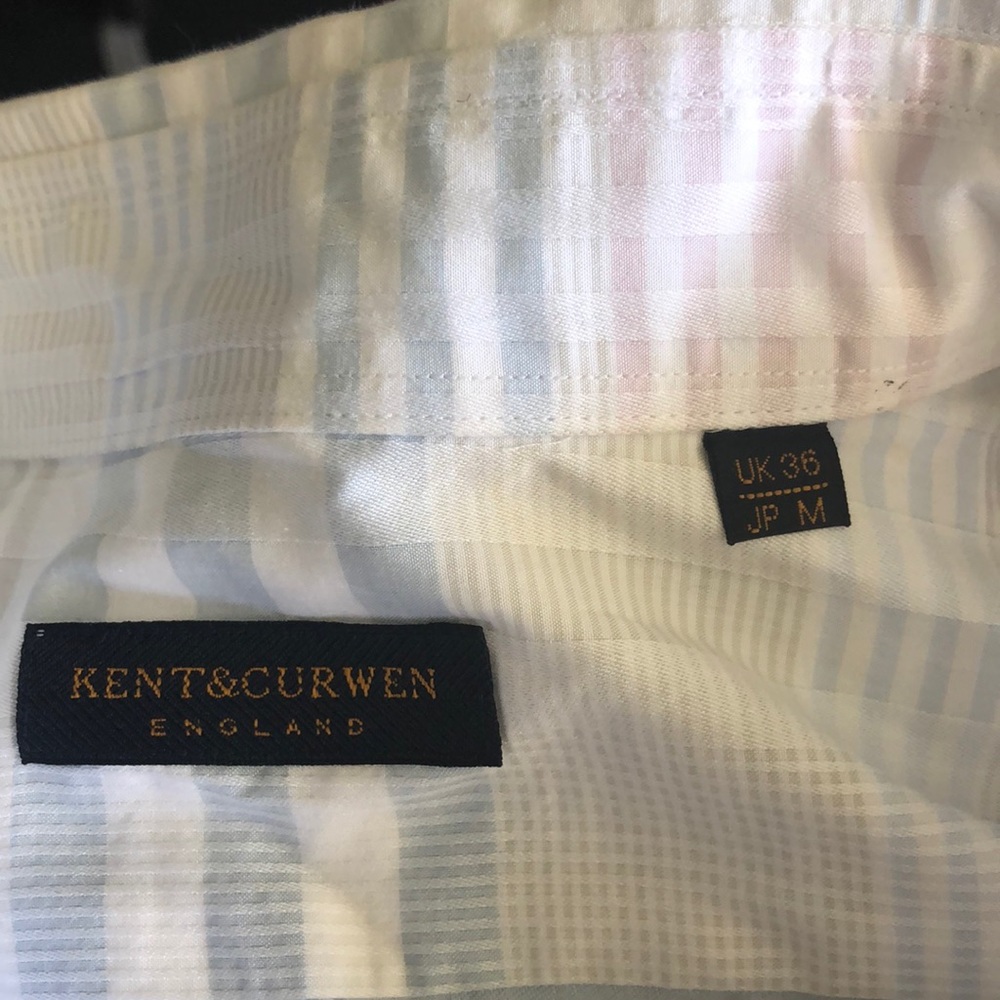 UK 36
JP M
KENT&CURWEN
ENGLAND